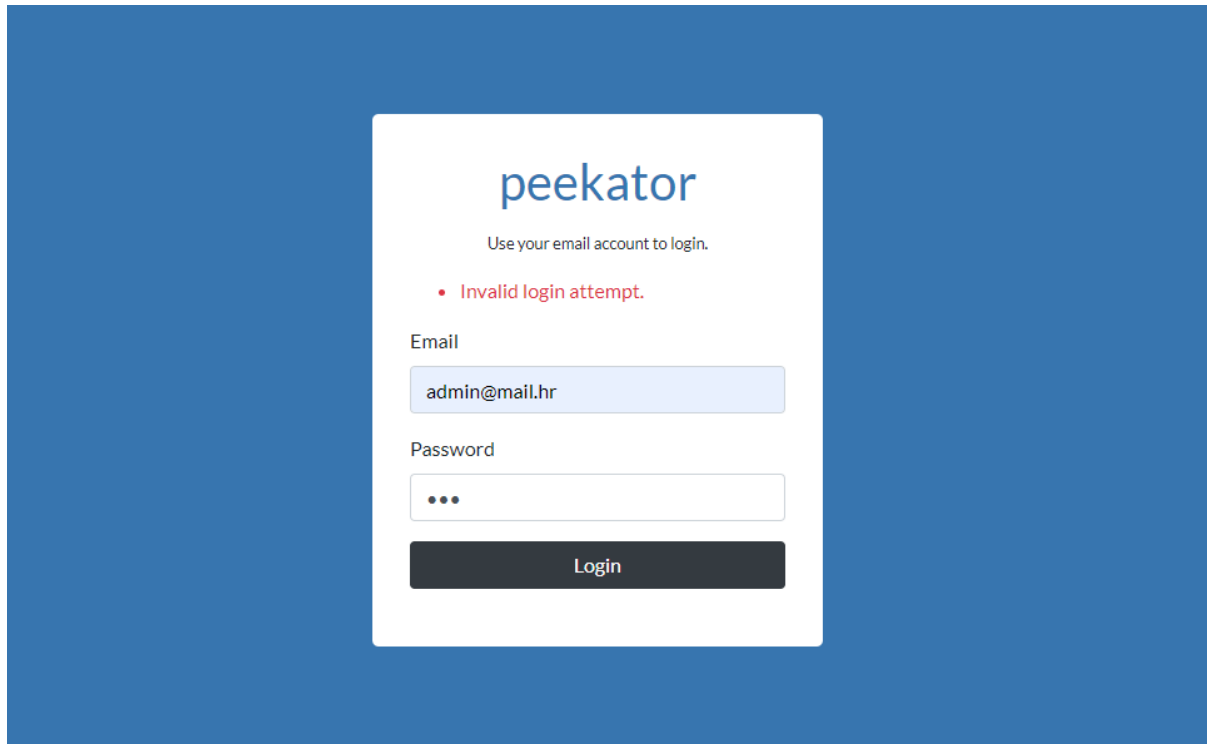 peekator
Use your email account to login.
• Invalid login attempt.
Email
admin@mail.hr
Password
•••
Login